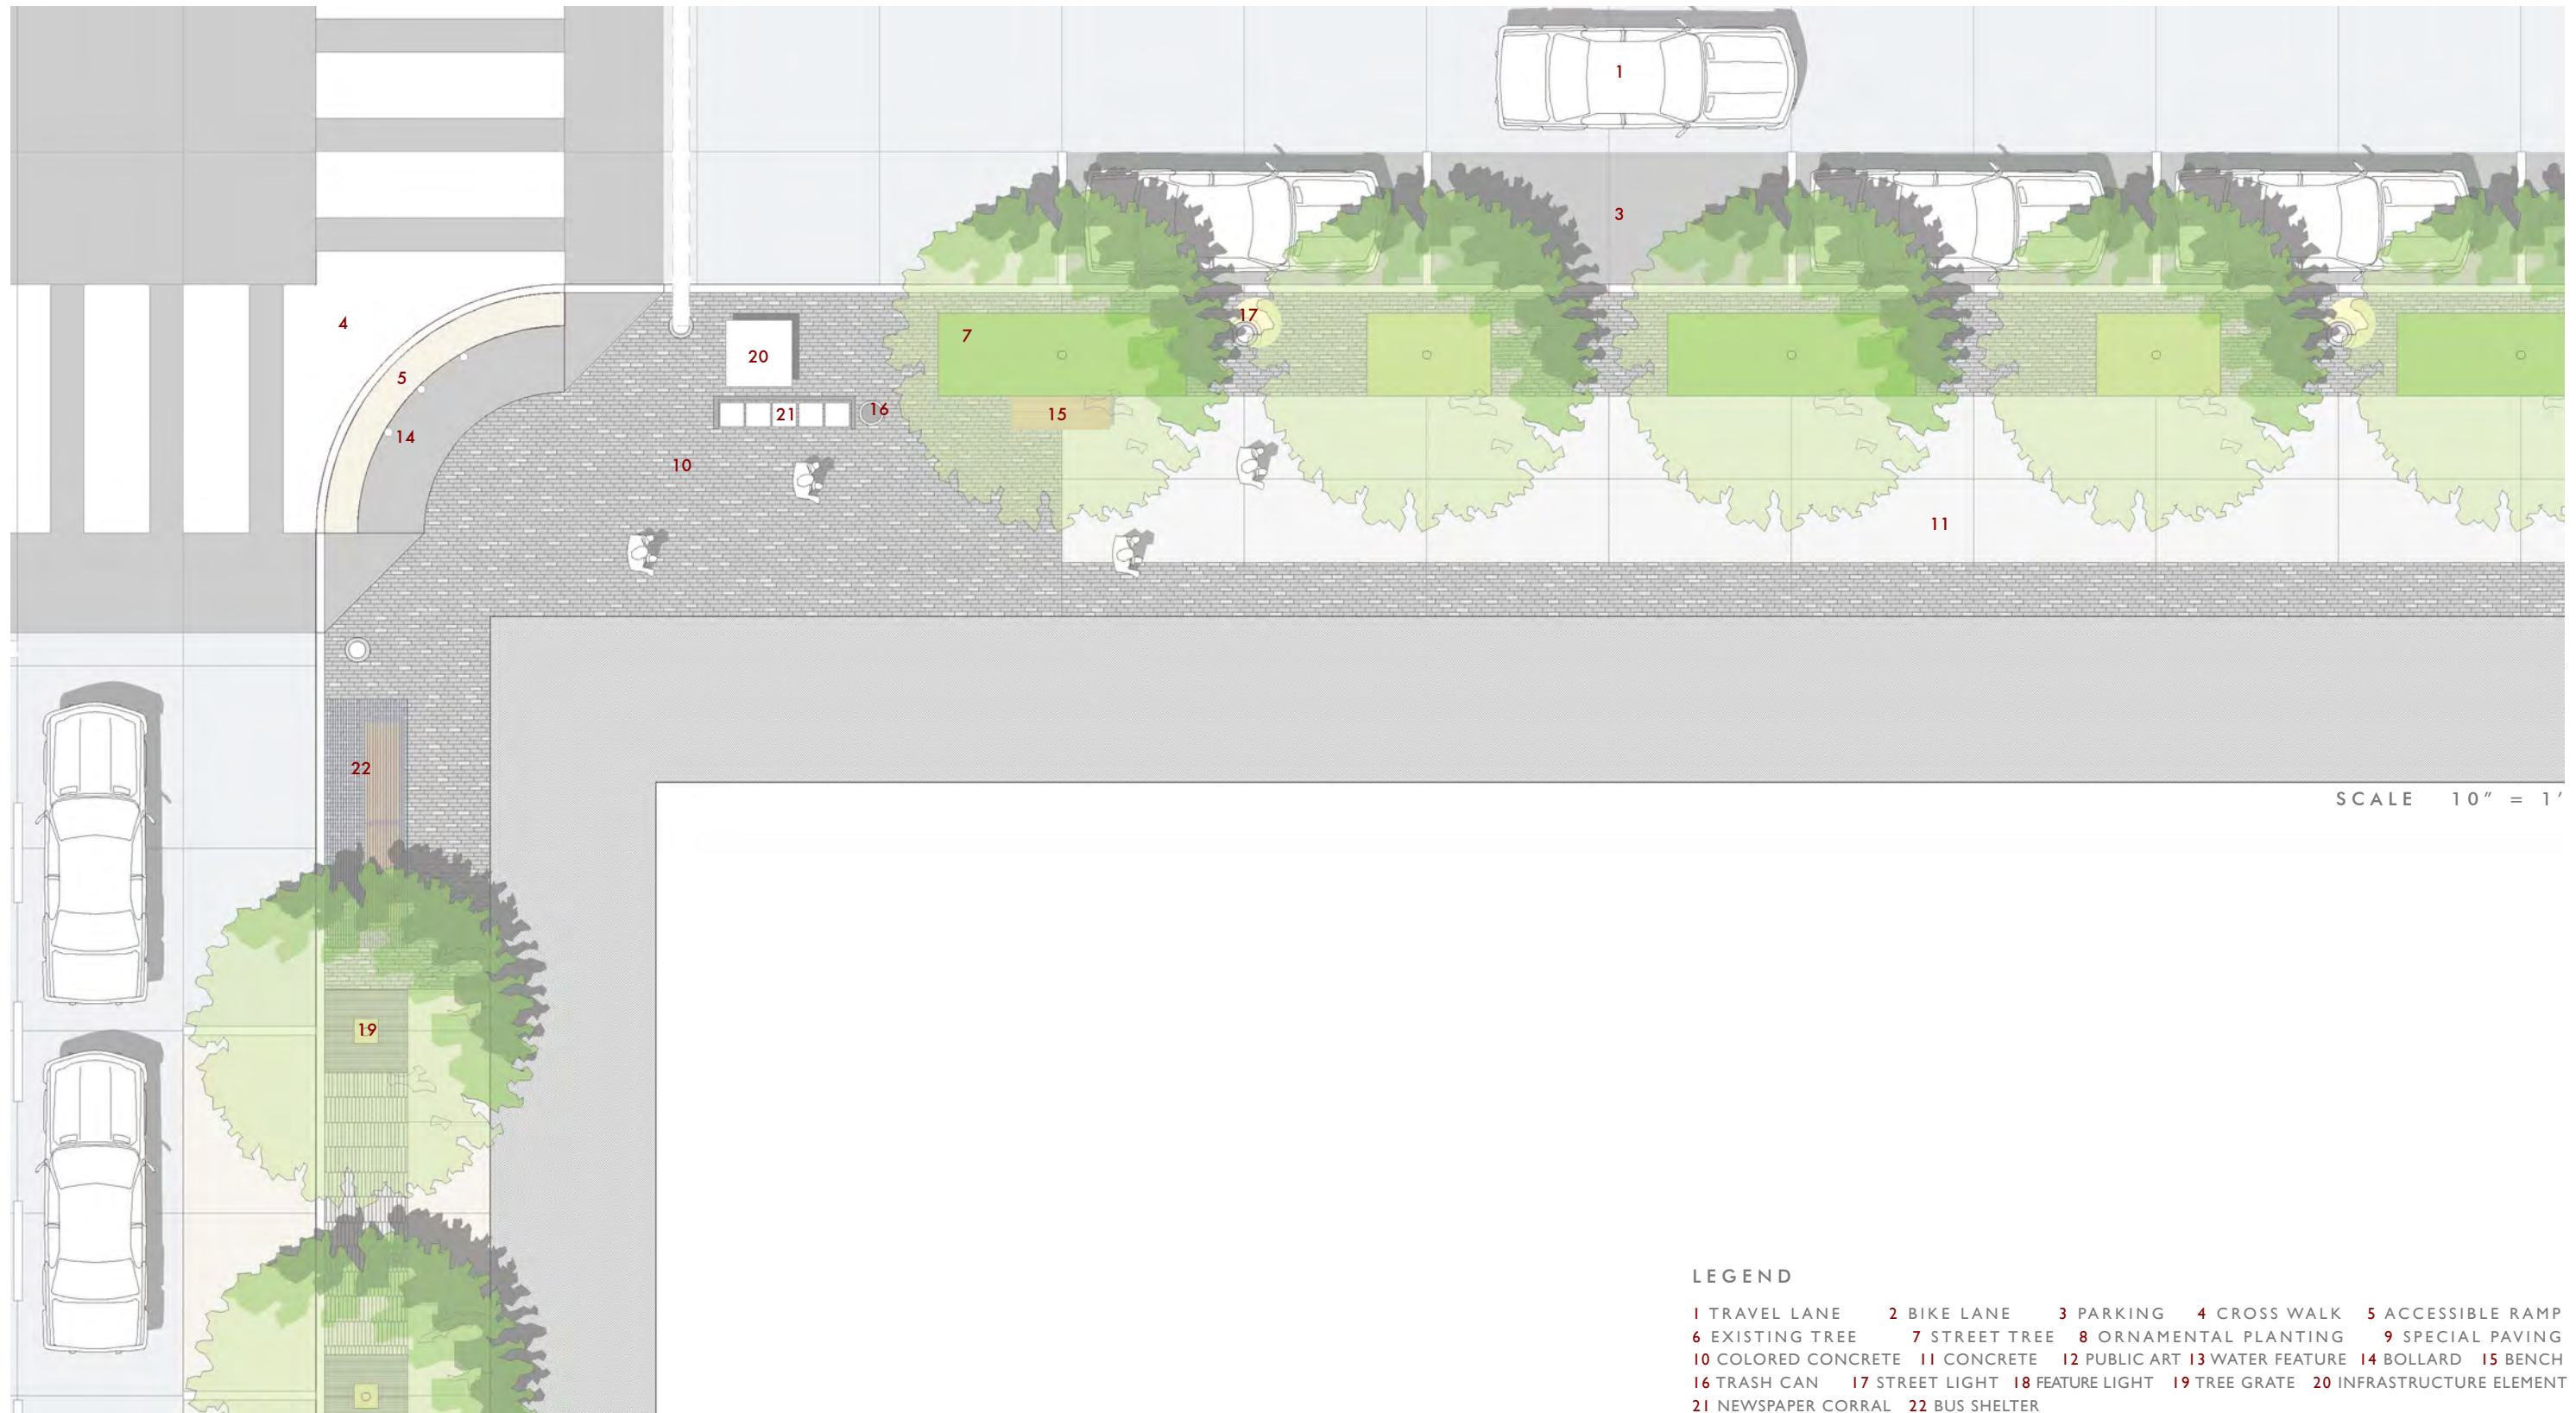 1
3
17
4
7
20
5
16
21
15
14
10
11
22
SCALE 10" = 1'
19
LEGEND
1 TRAVEL LANE 2 BIKE LANE 3 PARKING 4 CROSS WALK 5 ACCESSIBLE RAMP
6 EXISTING TREE 7 STREET TREE 8 ORNAMENTAL PLANTING 9 SPECIAL PAVING
10 COLORED CONCRETE 11 CONCRETE 12 PUBLIC ART 13 WATER FEATURE 14 BOLLARD 15 BENCH
16 TRASH CAN 17 STREET LIGHT 18 FEATURE LIGHT 19 TREE GRATE 20 INFRASTRUCTURE ELEMENT
21 NEWSPAPER CORRAL 22 BUS SHELTER